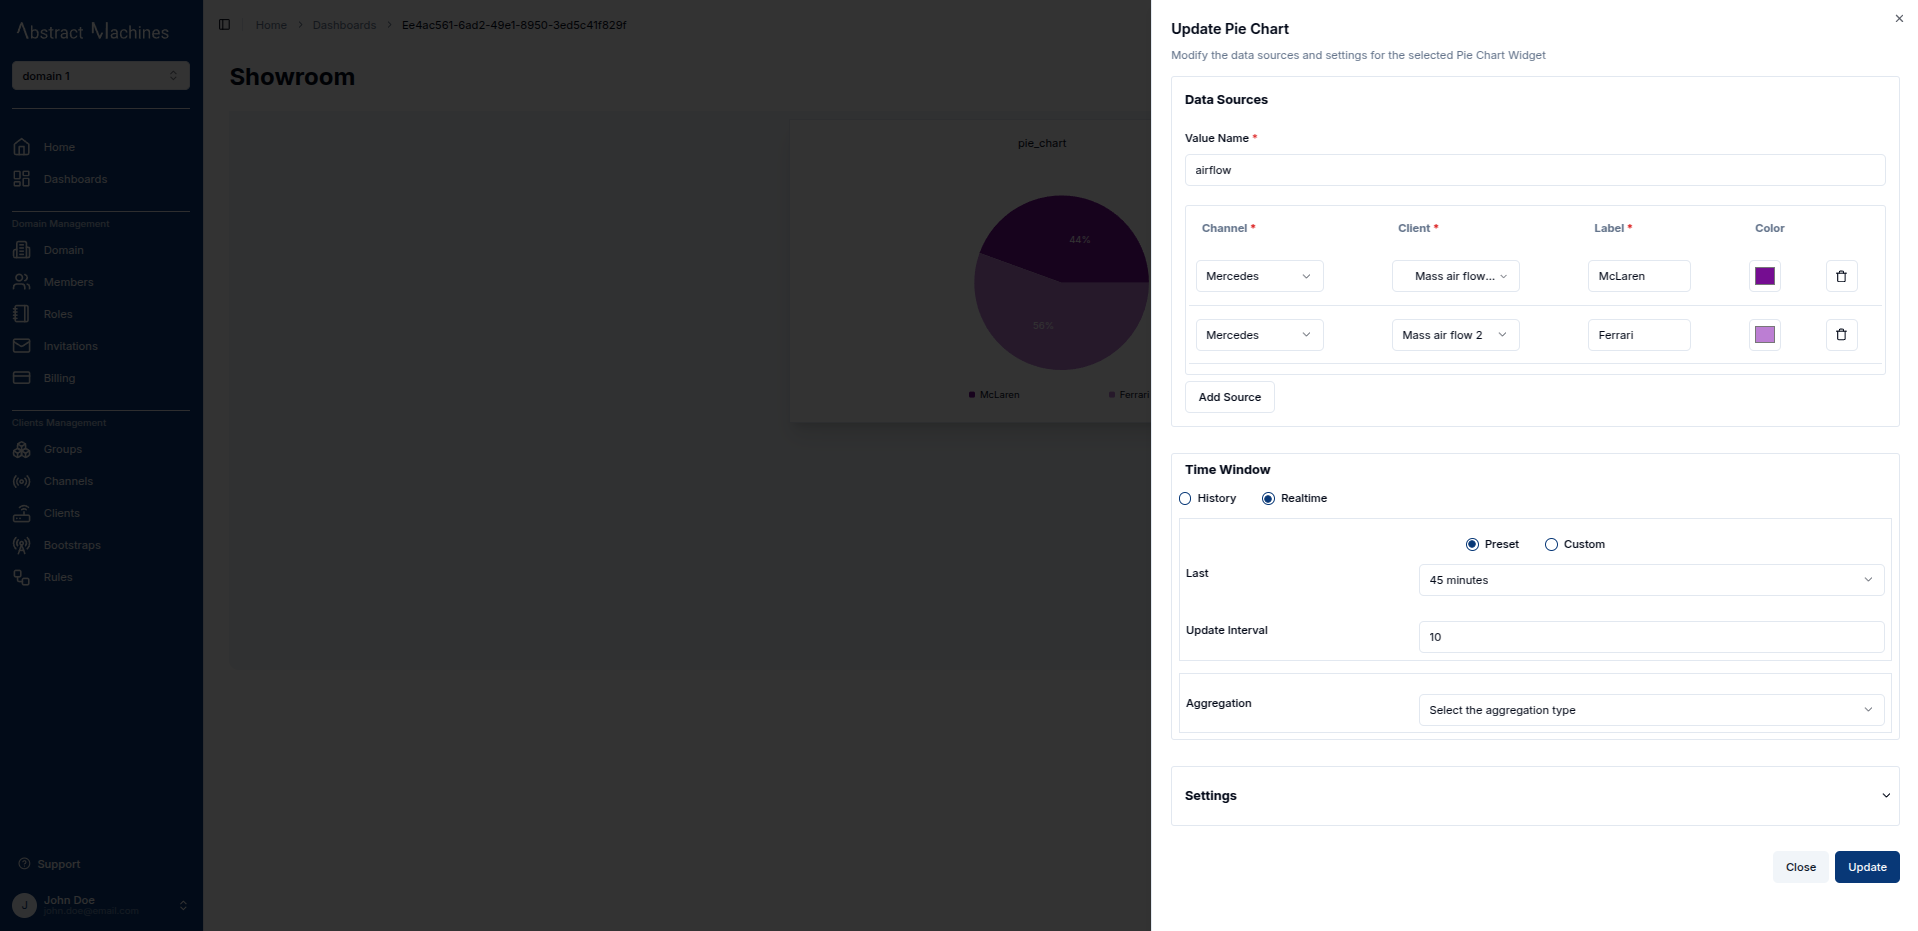 Abstract Machines
domain 1
Home
Dashboards
Domain Management
Domain
Members
Roles
Invitations
Billing
Clients Management
Groups
Channels
Clients
Bootstraps
Rules
Support
J
John Doe
john.doe@email.com
Home > Dashboards > Ee4ac561-6ad2-49e1-8950-3ed5c41f829f
Showroom
pie_chart
44%
56%
McLaren
Ferrari
Update Pie Chart
Modify the data sources and settings for the selected Pie Chart Widget
Data Sources
Value Name *
airflow
Channel * Client * Label * Color
Mercedes Mass air flow... McLaren
Mercedes Mass air flow 2 Ferrari
Add Source
Time Window
History Realtime
Preset Custom
Last 45 minutes
Update Interval 10
Aggregation Select the aggregation type
Settings
Close Update